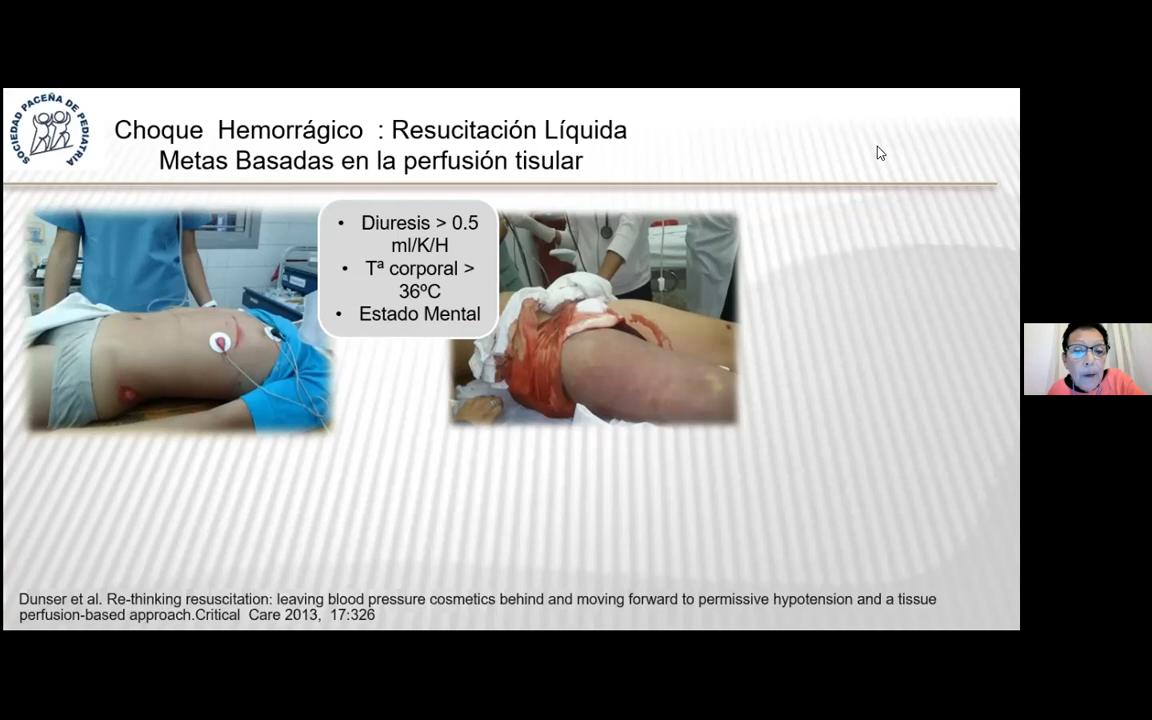 SOCIEDAD PACEÑA DE PEDIATRIA
Choque Hemorrágico : Resucitación Líquida
Metas Basadas en la perfusión tisular
• Diuresis > 0.5
ml/K/H
• Tª corporal >
36ºC
• Estado Mental
Dunser et al. Re-thinking resuscitation: leaving blood pressure cosmetics behind and moving forward to permissive hypotension and a tissue
perfusion-based approach.Critical Care 2013, 17:326